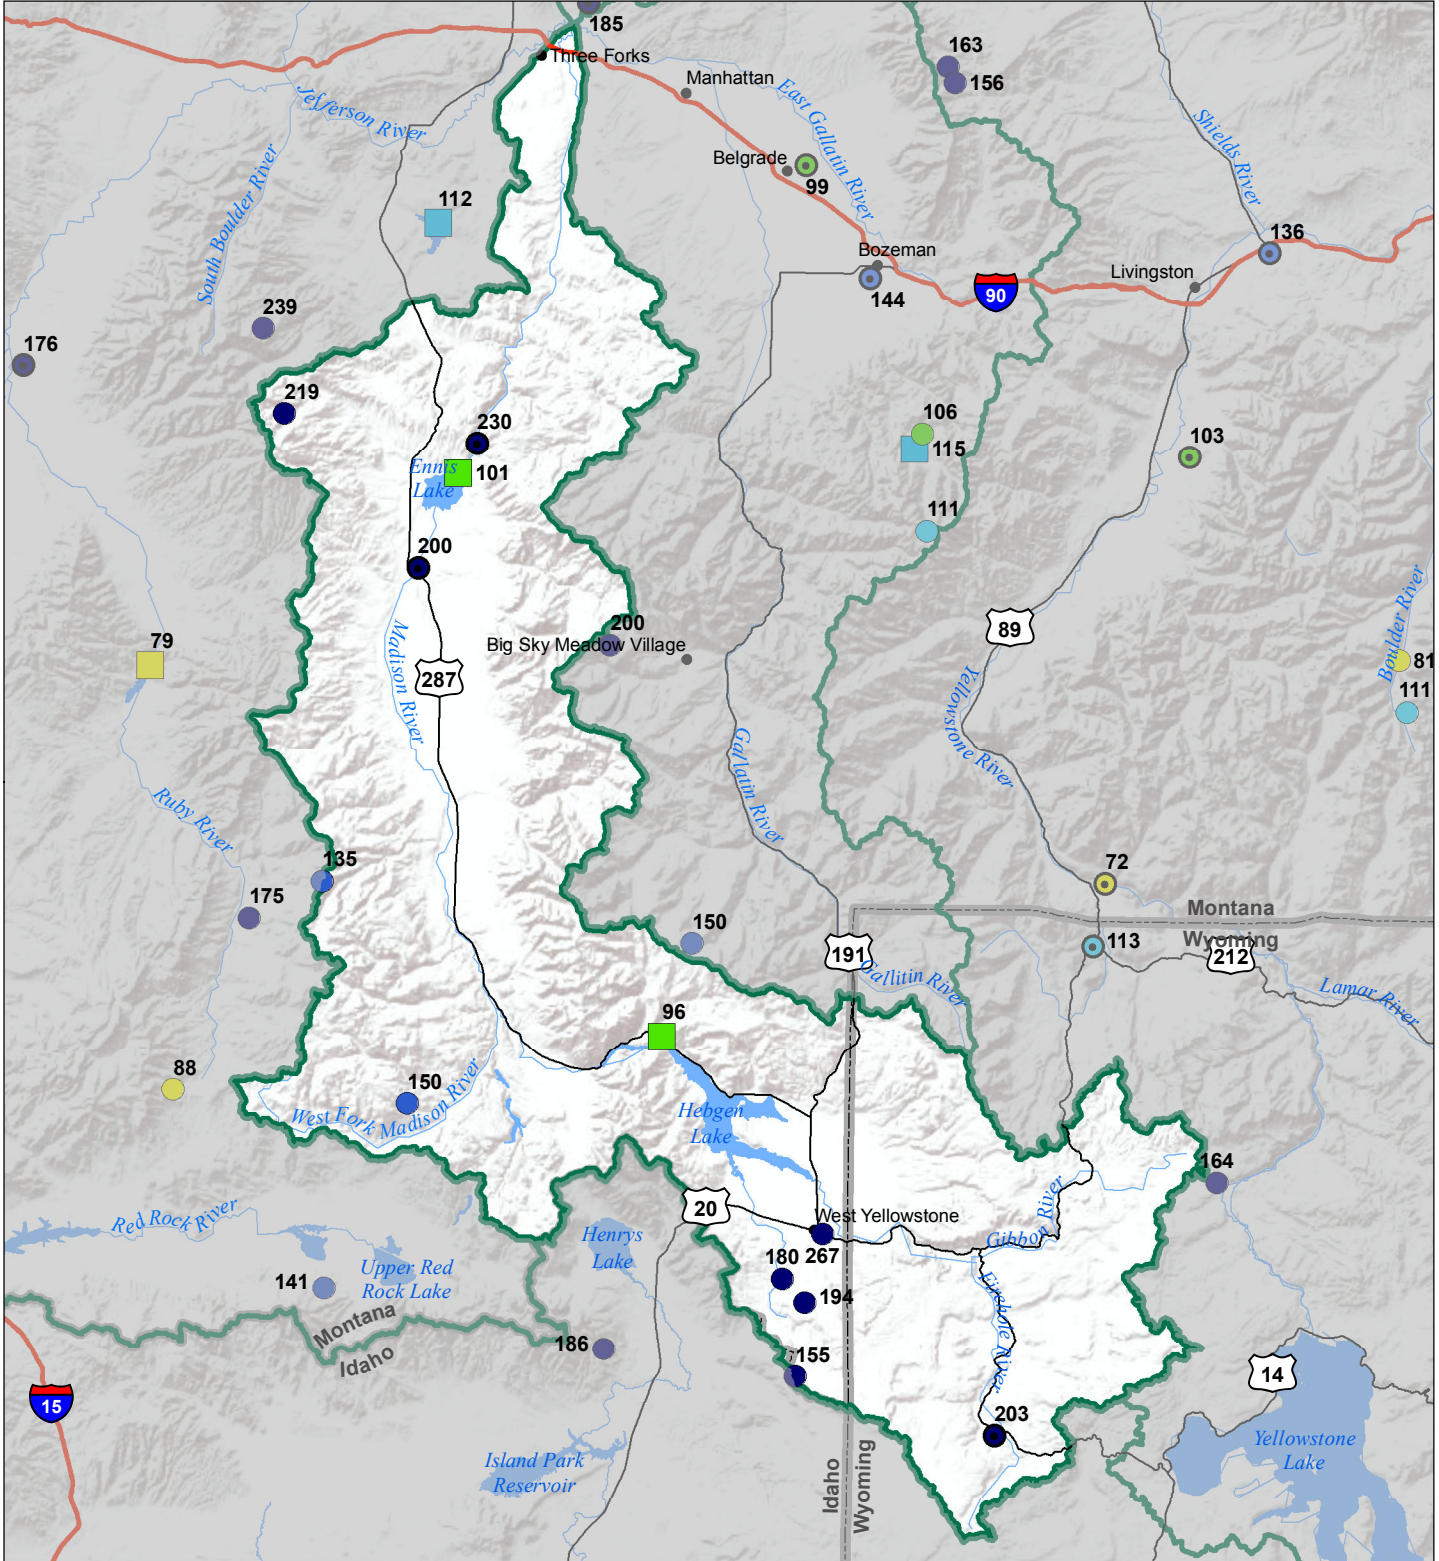 185
Three Forks
163
156
Manhattan
East Gallatin River
Jefferson River
Shields River
Belgrade
99
South Boulder River
112
136
Bozeman
144
Livingston
90
239
176
219
106
115
230
103
Ennis
Lake
101
111
200
Boulder River
89
200
Big Sky Meadow Village
79
Madison River
287
81
111
Yellowstone River
Gallatin River
Ruby River
135
72
175
150
Montana
Wyoming
191
113
212
Gallitin River
Lamar River
96
88
150
West Fork Madison River
Hebgen
Lake
164
20
Red Rock River
West Yellowstone
Gibbon River
Henrys
Lake
267
180
Upper Red
Rock Lake
141
194
Firehole River
Montana
Idaho
186
155
14
15
203
Yellowstone
Lake
Island Park
Reservoir
Idaho
Wyoming